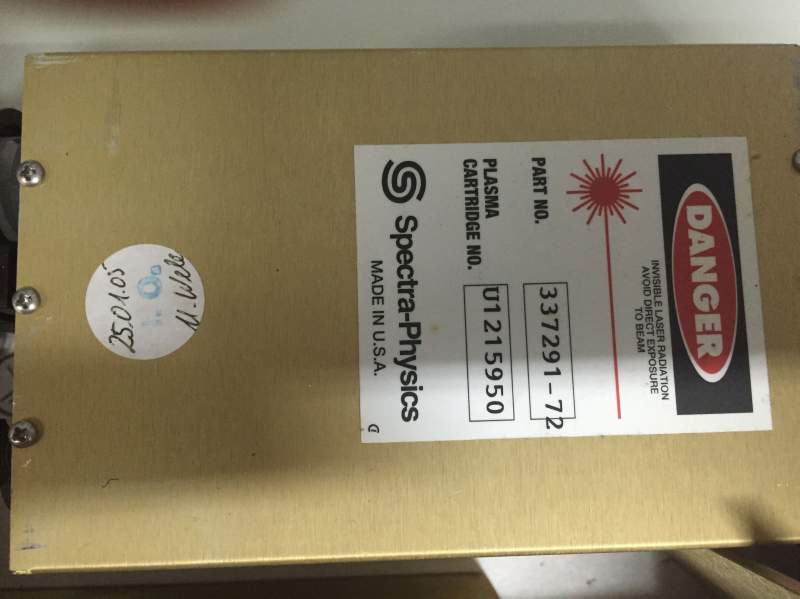 DANGER
INVISIBLE LASER RADIATION
AVOID DIRECT EXPOSURE
TO BEAM
PART NO. 337291-72
PLASMA
CARTRIDGE NO. U1215950
Spectra-Physics
MADE IN U.S.A.
25.01.05